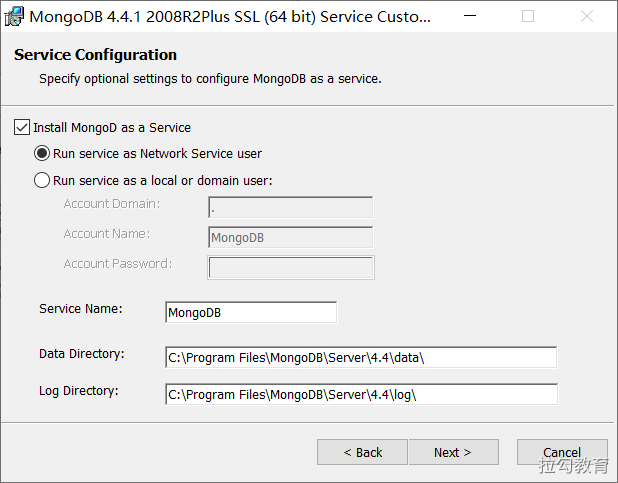 MongoDB 4.4.1 2008R2Plus SSL (64 bit) Service Custo...
Service Configuration
Specify optional settings to configure MongoDB as a service.
Install MongoD as a Service
Run service as Network Service user
Run service as a local or domain user:
Account Domain:
.
Account Name:
MongoDB
Account Password:
Service Name:
MongoDB
Data Directory:
C:\Program Files\MongoDB\Server\4.4\data\
Log Directory:
C:\Program Files\MongoDB\Server\4.4\log\
< Back
Next >
Cancel
拉勾教育